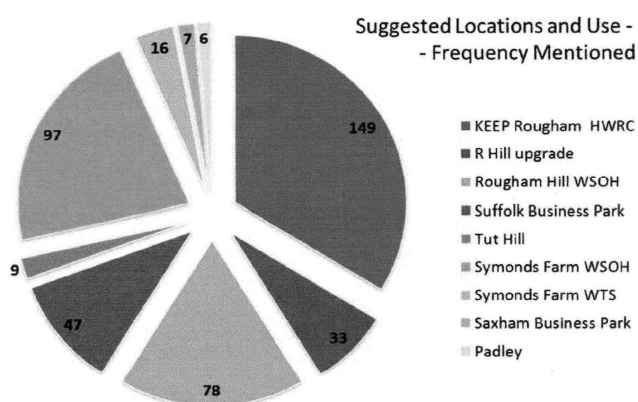 Suggested Locations and Use -
- Frequency Mentioned
16
7
6
149
97
9
47
33
78
KEEP Rougham HWRC
R Hill upgrade
Rougham Hill WSOH
Suffolk Business Park
Tut Hill
Symonds Farm WSOH
Symonds Farm WTS
Saxham Business Park
Padley